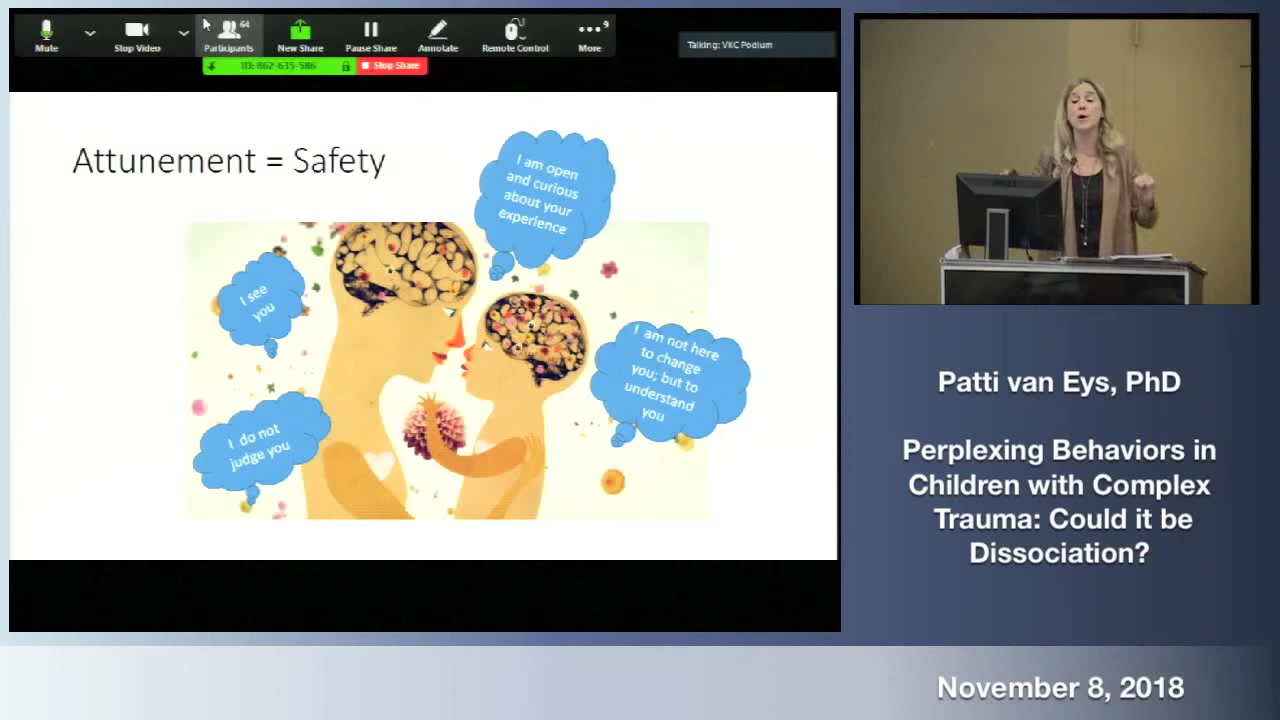 Mute
Stop Video
Participants
64
New Share
Pause Share
Annotate
Remote Control
More
9
ID: 862-635-586
Stop Share
Talking: VKC Podium
Attunement = Safety
I am open
and curious
about your
experience
I see
you
I am not here
to change
you; but to
understand
you
I do not
judge you
Patti van Eys, PhD
Perplexing Behaviors in
Children with Complex
Trauma: Could it be
Dissociation?
November 8, 2018